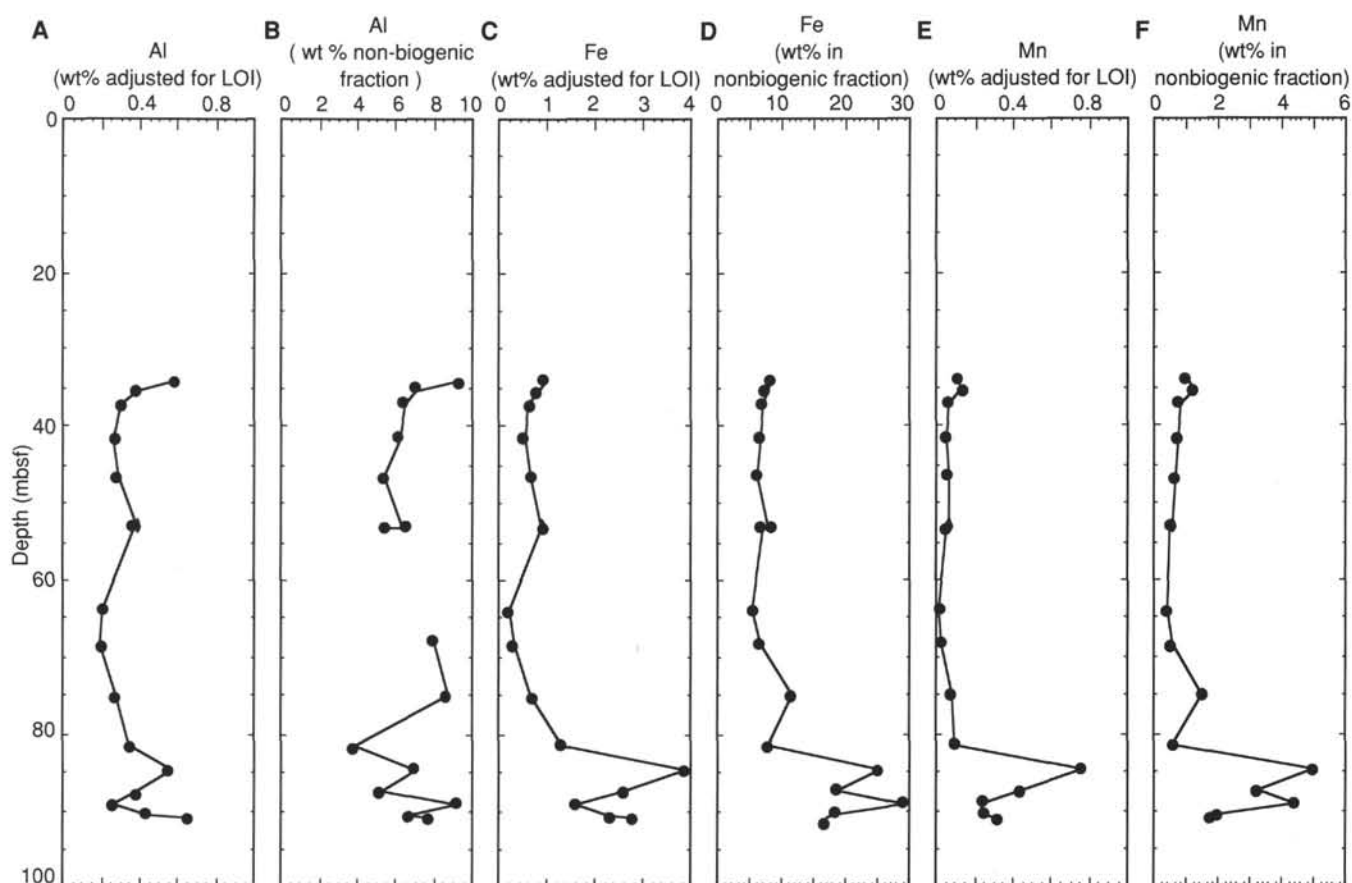 A
Al
(wt% adjusted for LOI)
0 0.4 0.8
B
Al
( wt % non-biogenic
fraction )
0 2 4 6 8 10
C
Fe
(wt% adjusted for LOI)
0 1 2 3 4
D
Fe
(wt% in
nonbiogenic fraction)
0 10 20 30
E
Mn
(wt% adjusted for LOI)
0 0.4 0.8
F
Mn
(wt% in
nonbiogenic fraction)
0 2 4 6
Depth (mbsf)
0
20
40
60
80
100